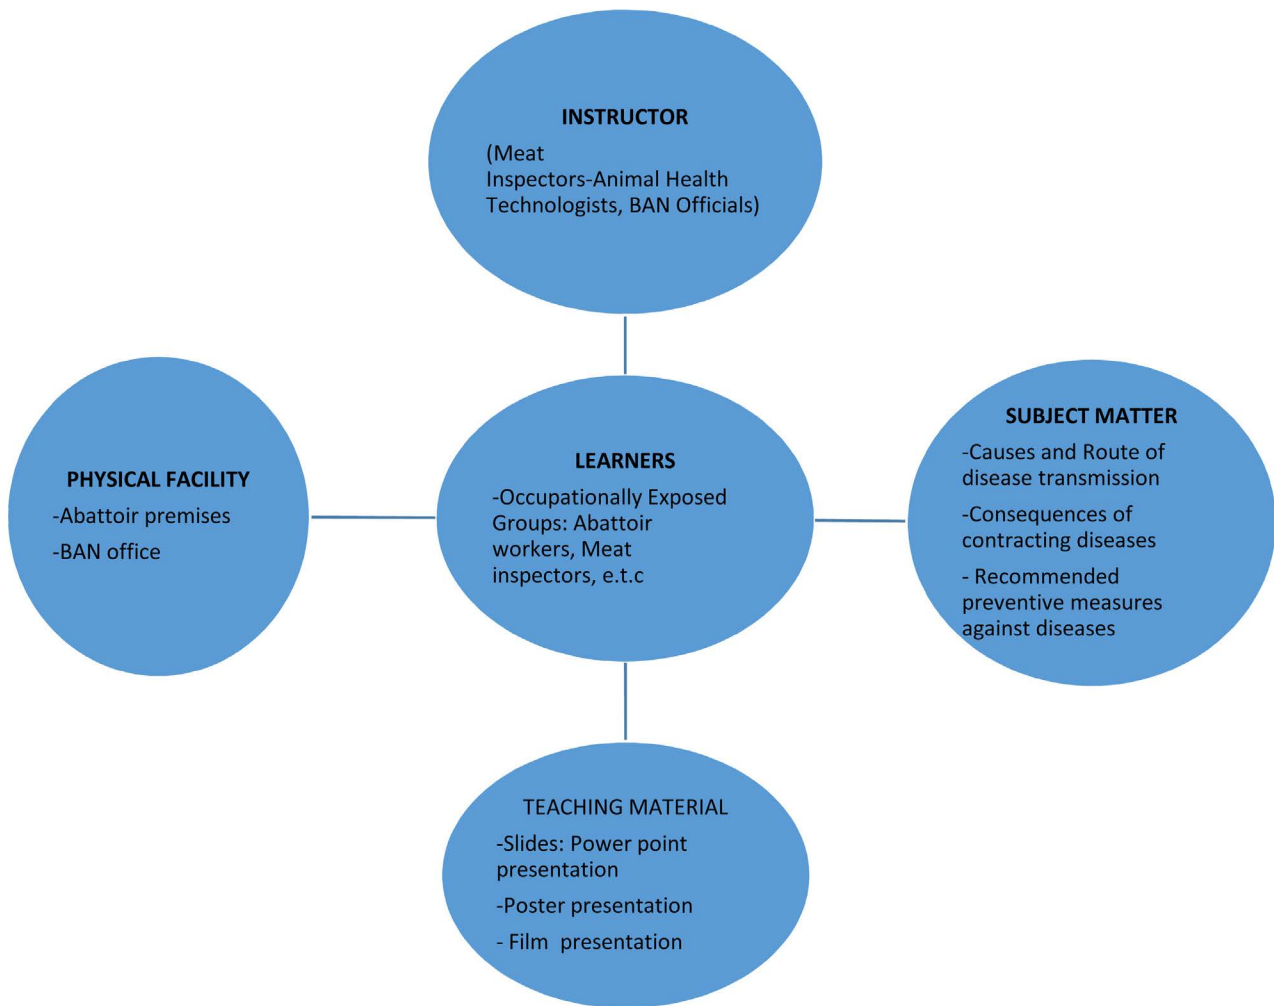 INSTRUCTOR
(Meat
Inspectors-Animal Health
Technologists, BAN Officials)
PHYSICAL FACILITY
-Abattoir premises
-BAN office
LEARNERS
-Occupationally Exposed
Groups: Abattoir
workers, Meat
inspectors, e.t.c
SUBJECT MATTER
-Causes and Route of
disease transmission
-Consequences of
contracting diseases
- Recommended
preventive measures
against diseases
TEACHING MATERIAL
-Slides: Power point
presentation
-Poster presentation
- Film  presentation